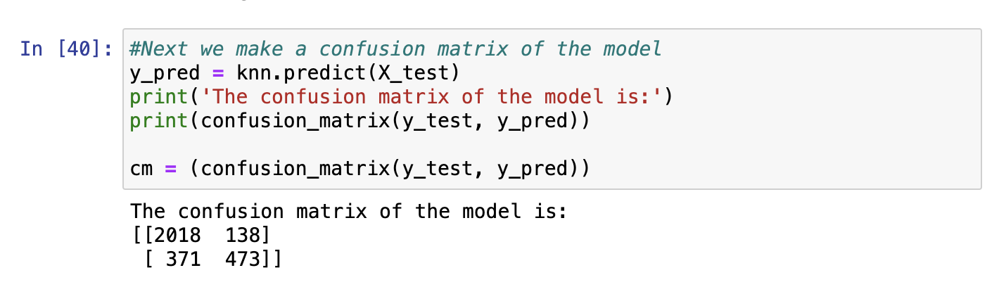 In [40]: #Next we make a confusion matrix of the model
y_pred = knn.predict(X_test)
print('The confusion matrix of the model is:')
print(confusion_matrix(y_test, y_pred))
cm = (confusion_matrix(y_test, y_pred))
The confusion matrix of the model is:
[[2018  138]
 [ 371  473]]